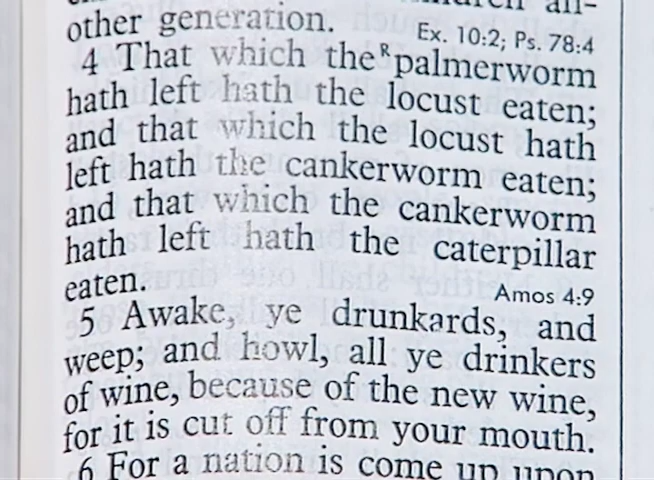 other generation. Ex. 10:2; Ps. 78:4
4 That which the ᴿpalmerworm
hath left hath the locust eaten;
and that which the locust hath
left hath the cankerworm eaten;
and that which the cankerworm
hath left hath the caterpillar
eaten. Amos 4:9
5 Awake, ye drunkards, and
weep; and howl, all ye drinkers
of wine, because of the new wine,
for it is cut off from your mouth.
6 For a nation is come up upon